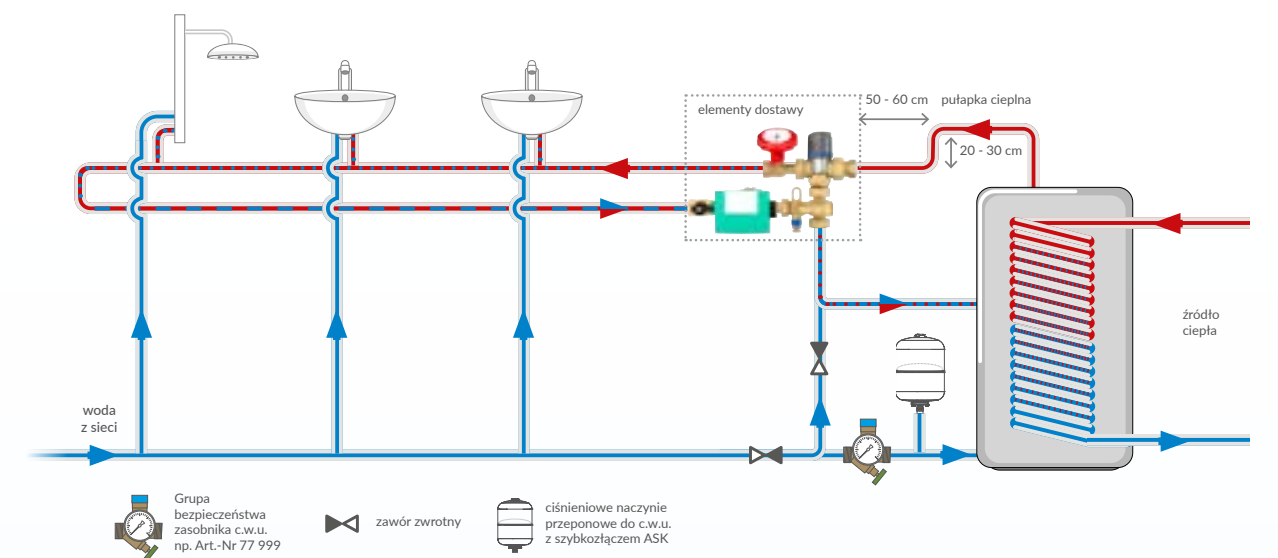 elementy dostawy
50 - 60 cm
pułapka cieplna
20 - 30 cm
źródło
ciepła
woda
z sieci
Grupa
bezpieczeństwa
zasobnika c.w.u.
np. Art.-Nr 77 999
zawór zwrotny
ciśnieniowe naczynie
przeponowe do c.w.u.
z szybkozłączem ASK